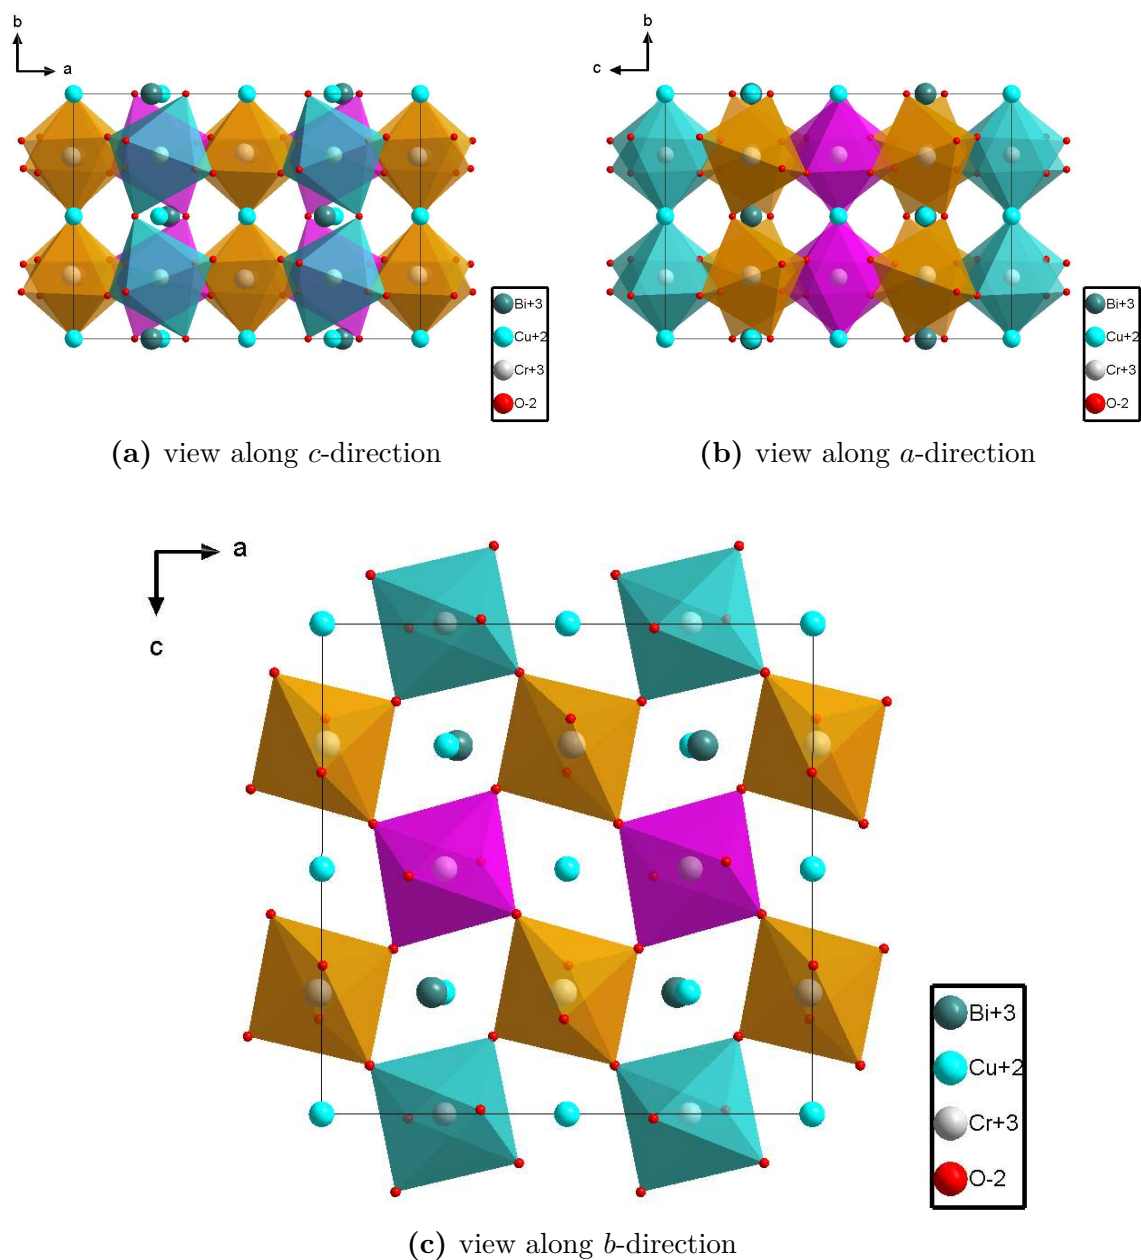 b
a
Bi+3
Cu+2
Cr+3
O-2
b
c
Bi+3
Cu+2
Cr+3
O-2
(a) view along c-direction
(b) view along a-direction
a
c
Bi+3
Cu+2
Cr+3
O-2
(c) view along b-direction